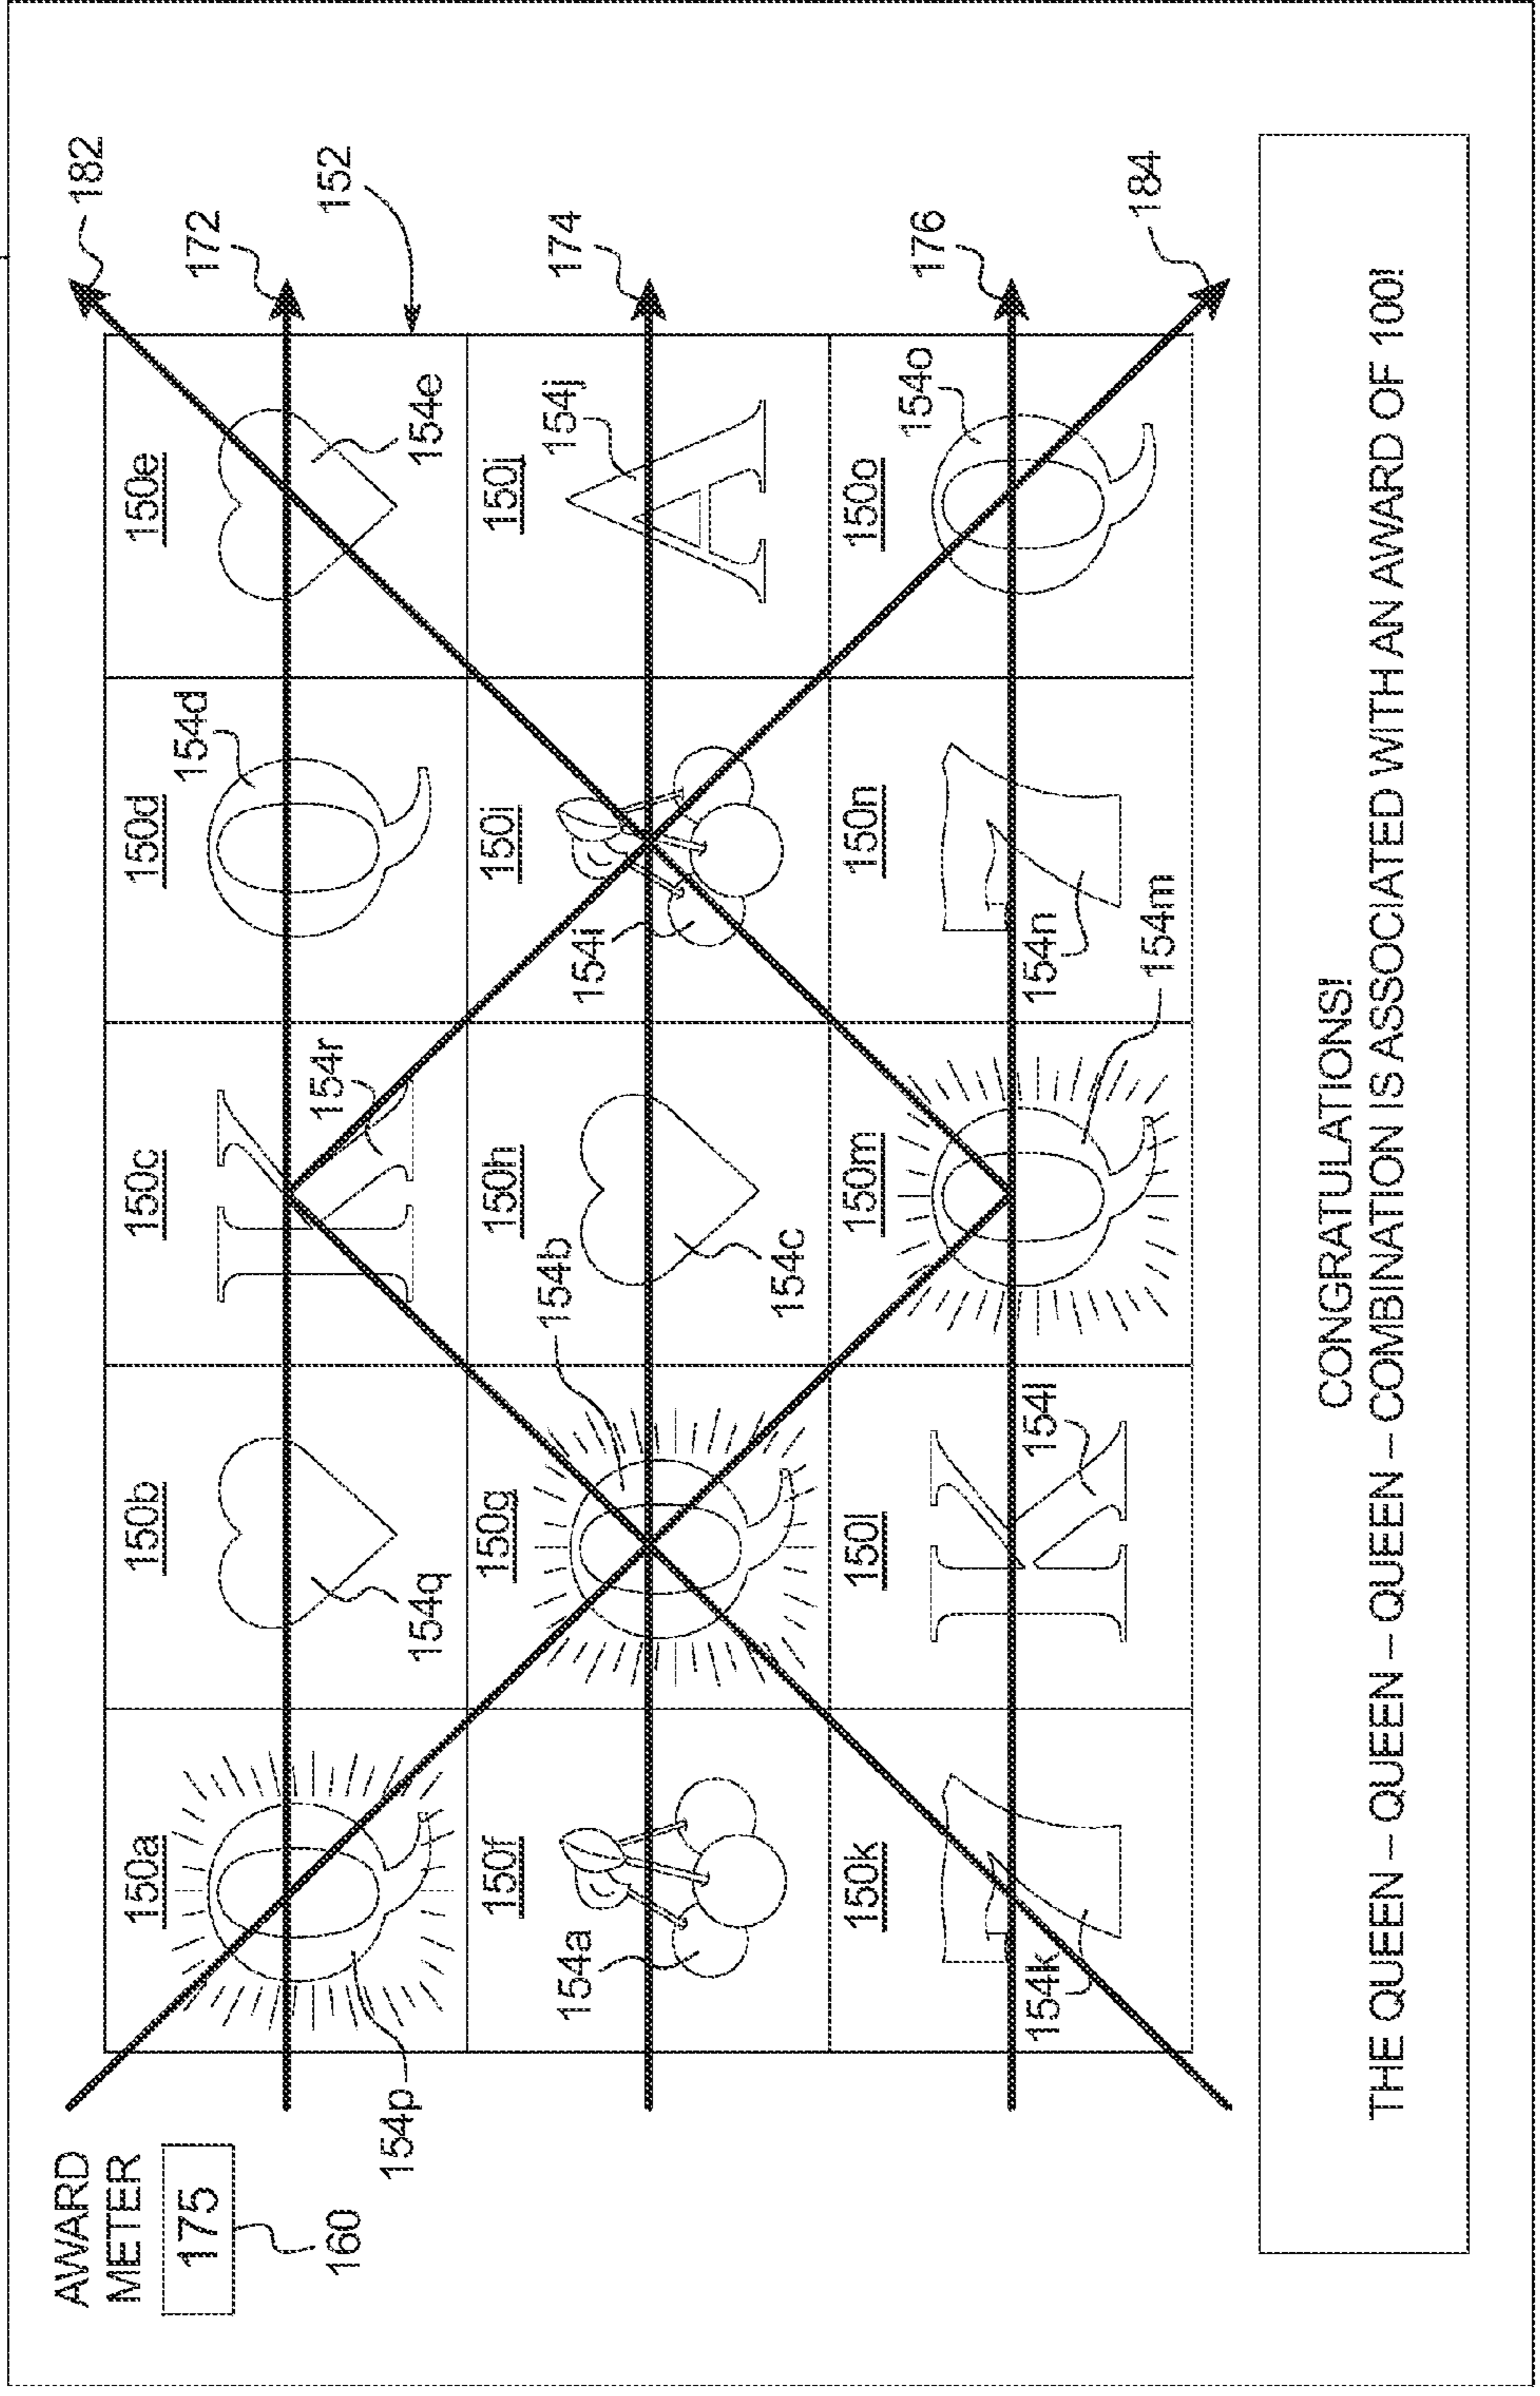 AWARD
METER
175
160
182
172
152
174
176
184
150a
150b
150c
150d
150e
154p
154q
154r
154d
154e
Q
K
Q
150f
150g
150h
150i
150j
154a
154b
154c
154i
154j
Q
A
150k
150l
150m
150n
150o
154k
154l
154m
154n
154o
7
K
Q
7
Q
CONGRATULATIONS!
THE QUEEN – QUEEN – QUEEN – COMBINATION IS ASSOCIATED WITH AN AWARD OF 100!